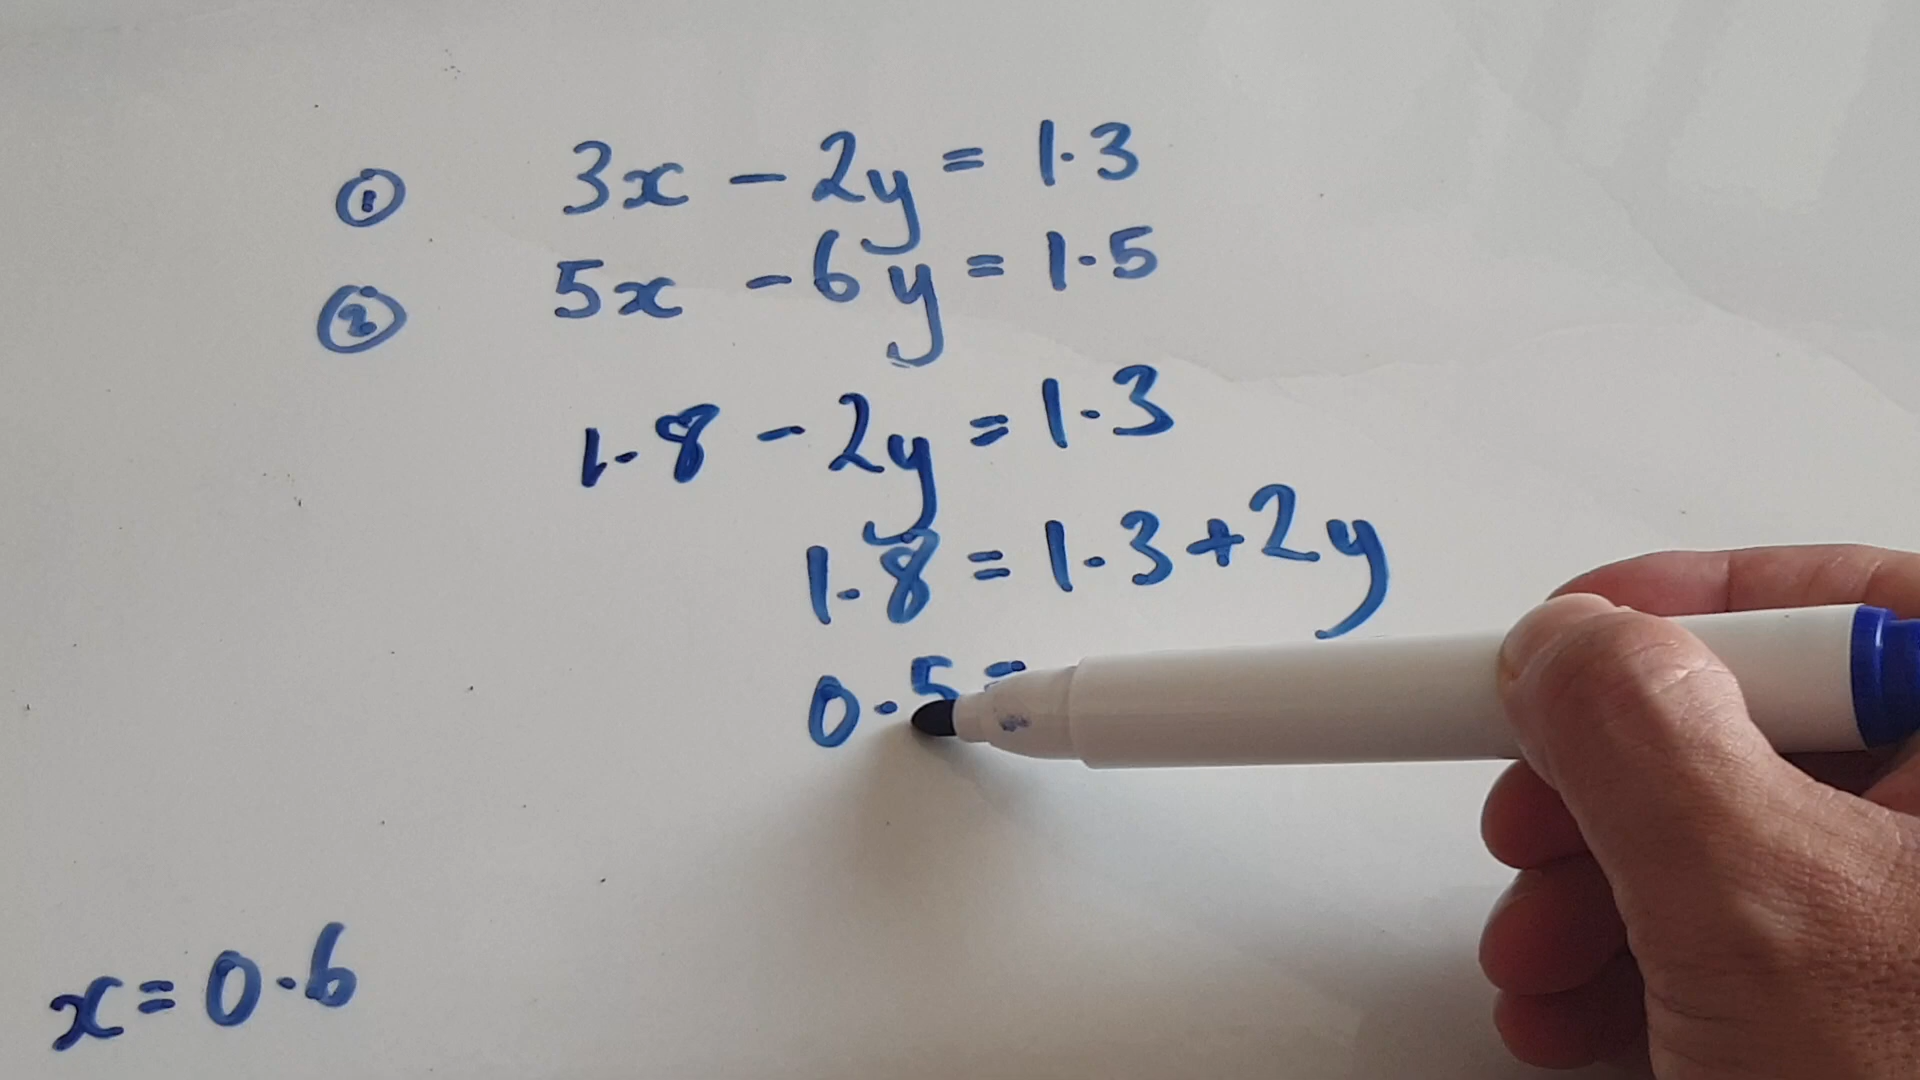 ① 3x - 2y = 1.3
② 5x - 6y = 1.5
1.8 - 2y = 1.3
1.8 = 1.3 + 2y
0.5 =
x = 0.6